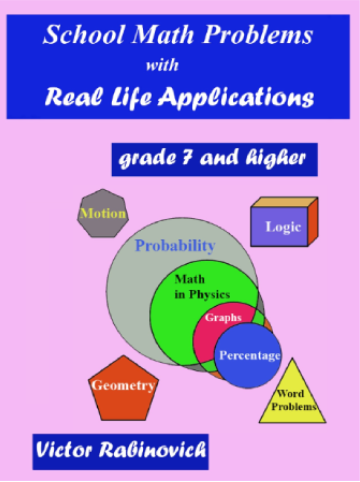 School Math Problems
with
Real Life Applications
grade 7 and higher
Motion
Logic
Probability
Math
in Physics
Graphs
Percentage
Geometry
Word
Problems
Victor Rabinovich